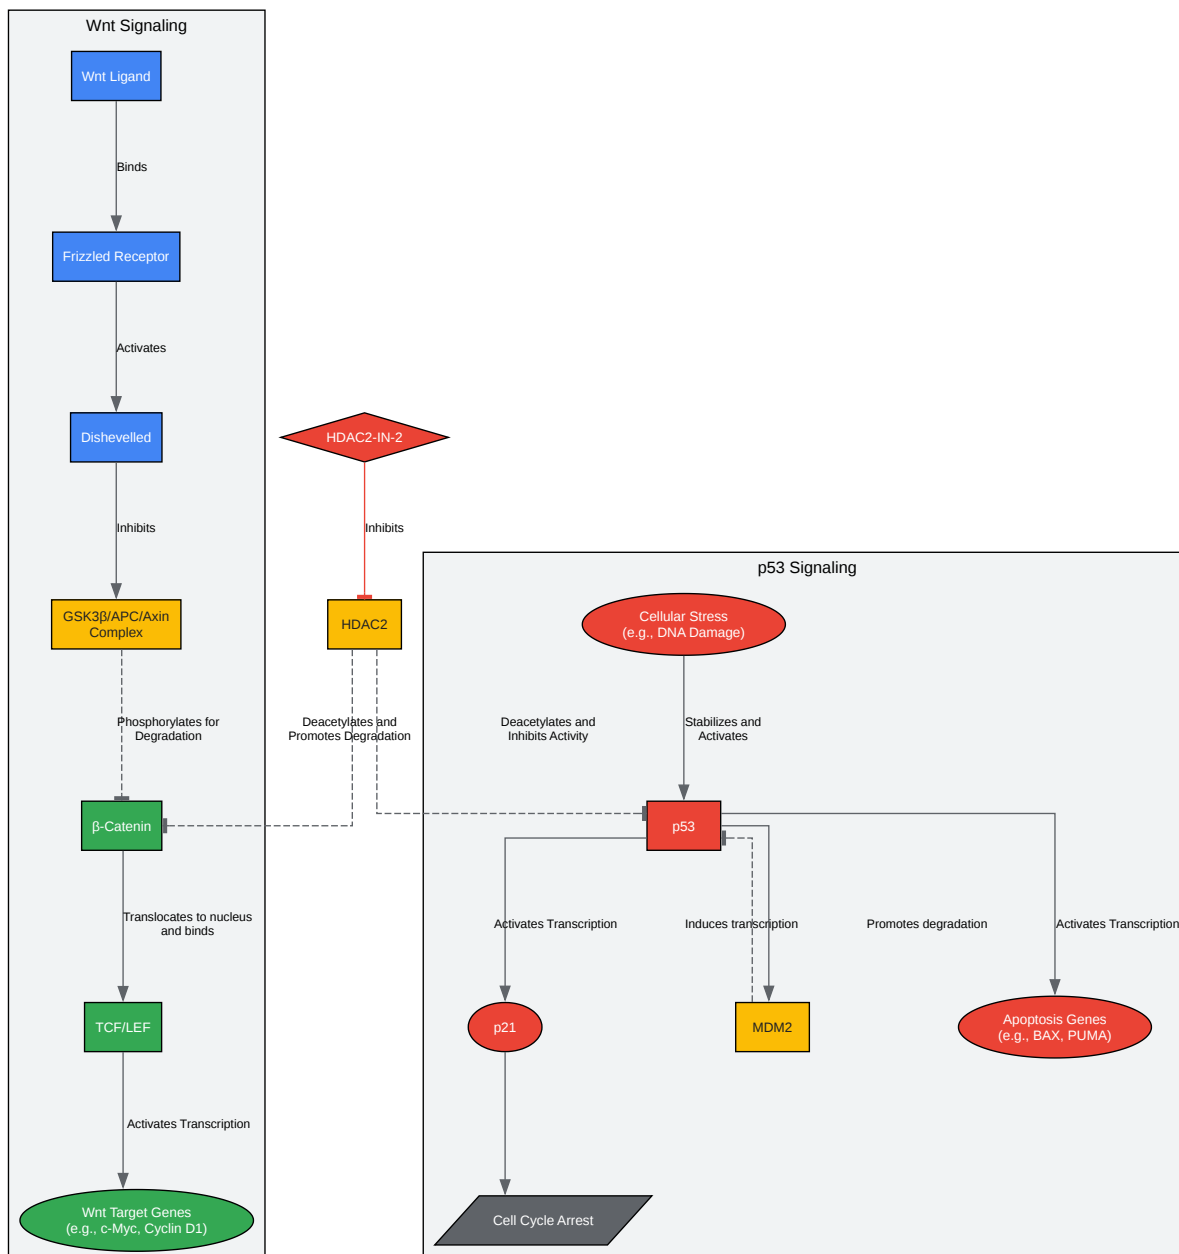 Wnt Signaling
Wnt Ligand
Binds
Frizzled Receptor
Activates
Dishevelled
HDAC2-IN-2
Inhibits
Inhibits
p53 Signaling
GSK3β/APC/Axin
Complex
HDAC2
Cellular Stress
(e.g., DNA Damage)
Phosphorylates for
Degradation
Deacetylates and
Promotes Degradation
Deacetylates and
Inhibits Activity
Stabilizes and
Activates
β-Catenin
p53
Translocates to nucleus
and binds
Activates Transcription
Induces transcription
Promotes degradation
Activates Transcription
TCF/LEF
p21
MDM2
Apoptosis Genes
(e.g., BAX, PUMA)
Activates Transcription
Wnt Target Genes
(e.g., c-Myc, Cyclin D1)
Cell Cycle Arrest